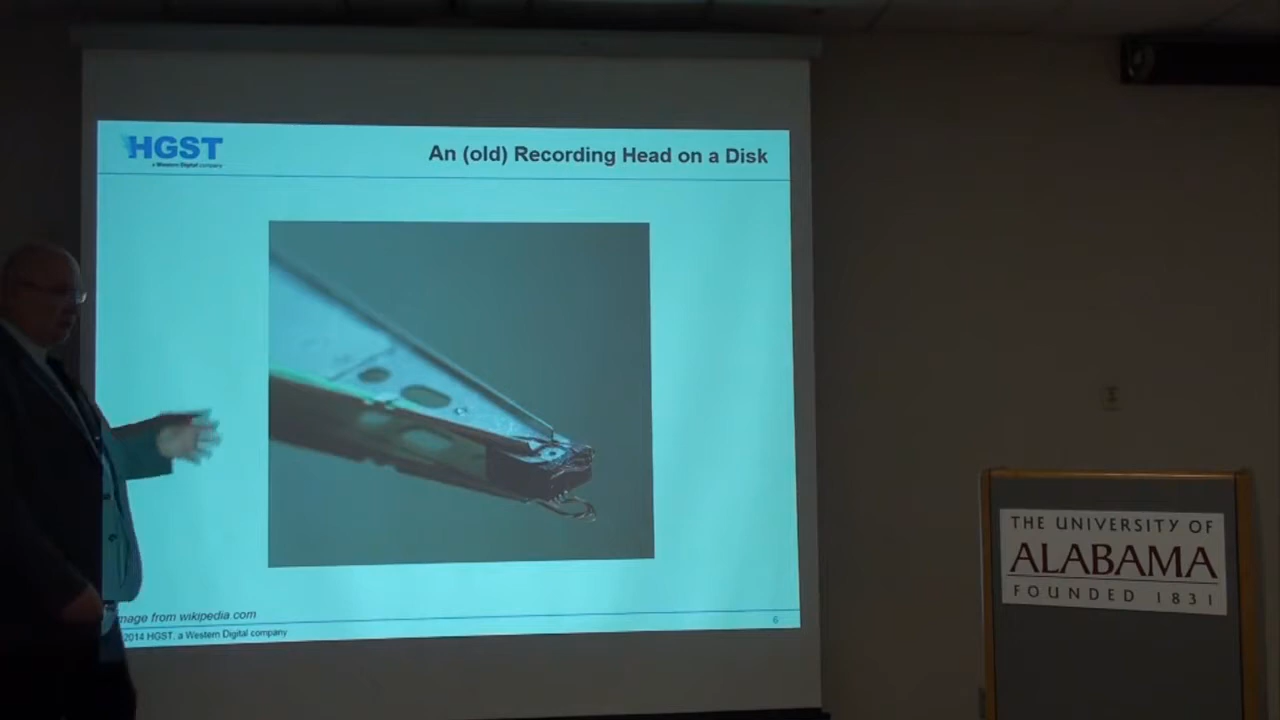 HGST
a Western Digital company
An (old) Recording Head on a Disk
mage from wikipedia.com
2014 HGST, a Western Digital company
6
THE UNIVERSITY OF
ALABAMA
FOUNDED 1831